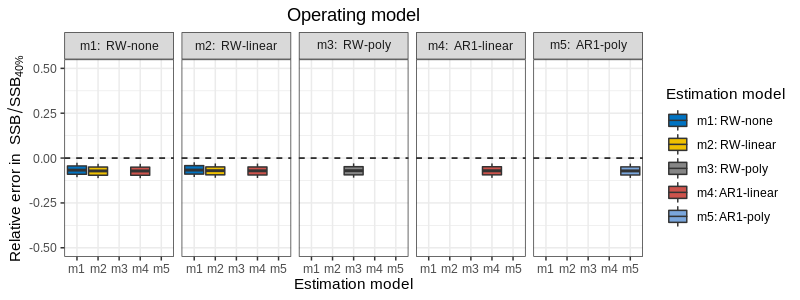 Operating model
m1: RW-none
m2: RW-linear
m3: RW-poly
m4: AR1-linear
m5: AR1-poly
Relative error in SSB/SSB40%
0.50
0.25
0.00
-0.25
-0.50
m1 m2 m3 m4 m5
m1 m2 m3 m4 m5
m1 m2 m3 m4 m5
m1 m2 m3 m4 m5
m1 m2 m3 m4 m5
Estimation model
Estimation model
m1: RW-none
m2: RW-linear
m3: RW-poly
m4: AR1-linear
m5: AR1-poly